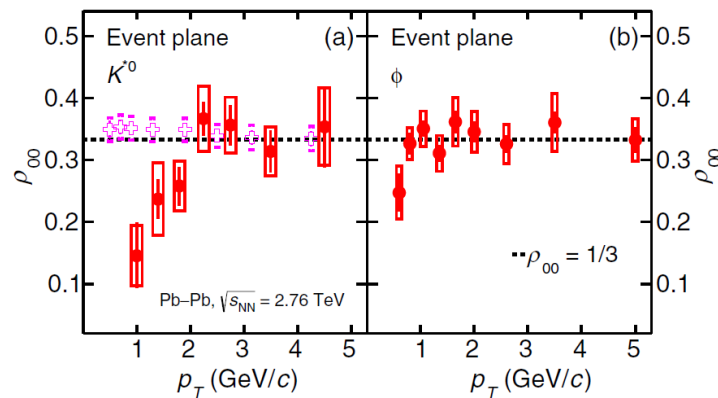 Event plane (a)
K*0
ρ00
0.5
0.4
0.3
0.2
0.1
Pb–Pb, √sNN = 2.76 TeV
1 2 3 4 5
pT (GeV/c)
Event plane (b)
ϕ
ρ00 = 1/3
1 2 3 4 5
pT (GeV/c)
0.5
0.4
0.3
0.2
0.1
ρ00